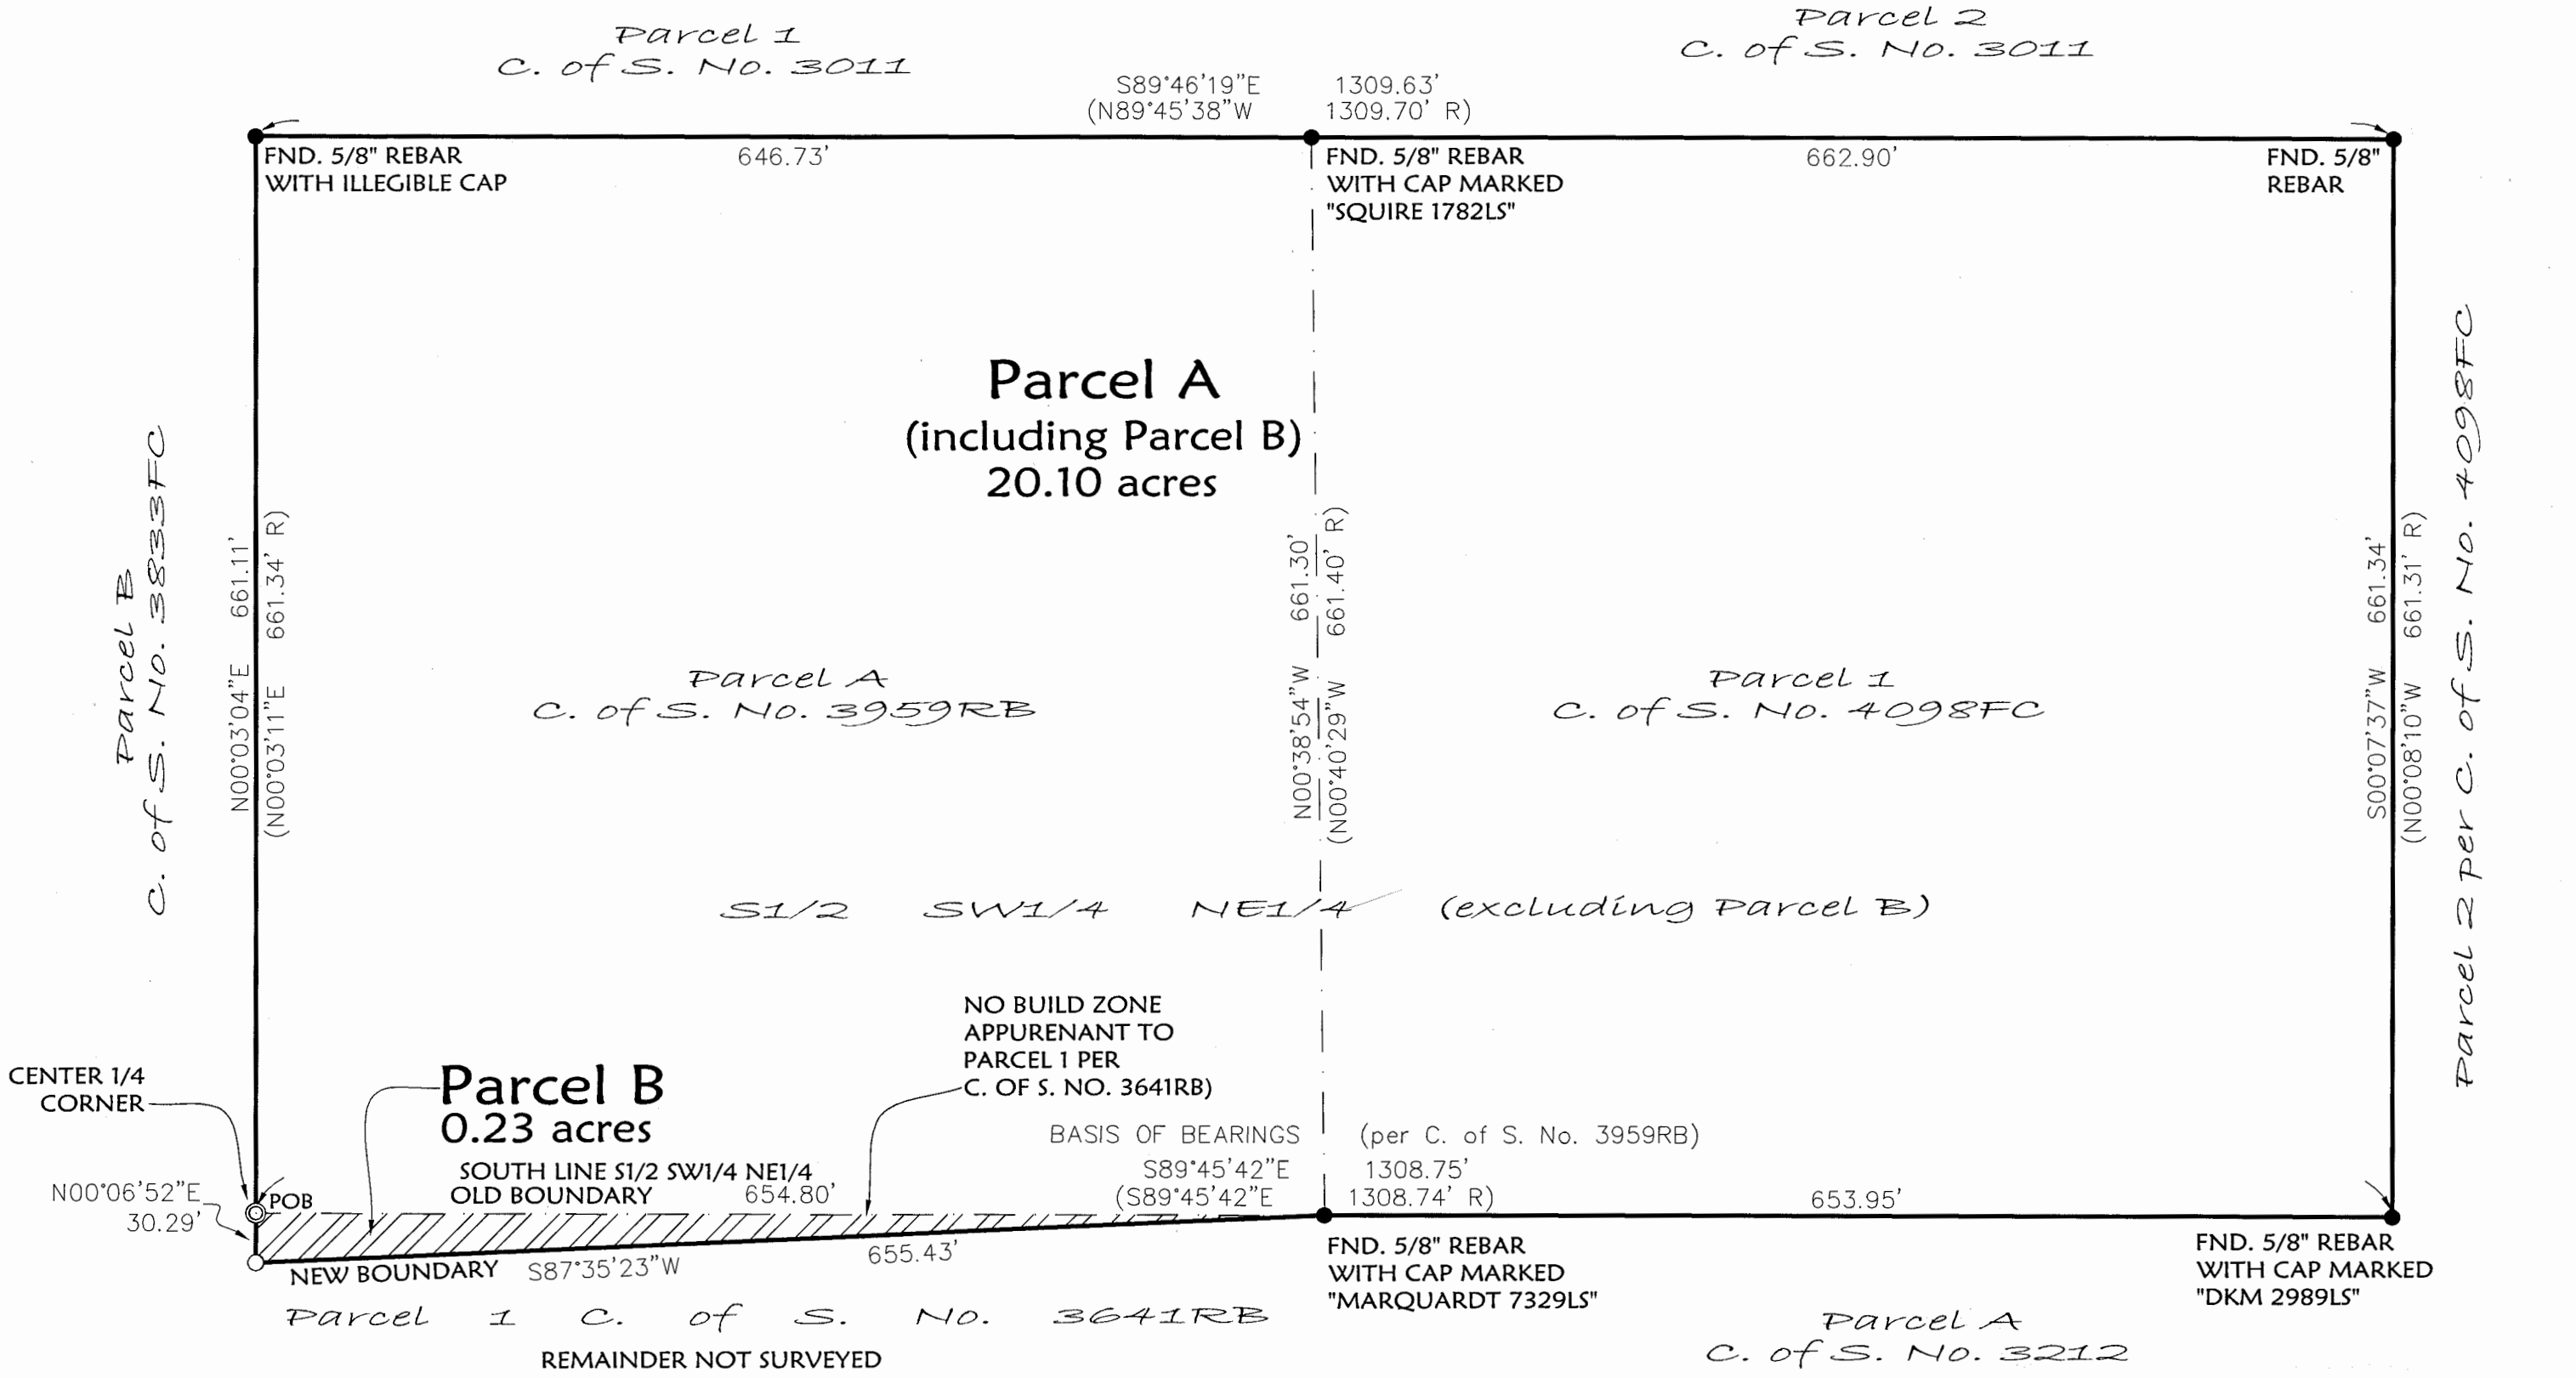 Parcel 1
C. of S. No. 3011
Parcel 2
C. of S. No. 3011
S89°46'19"E 1309.63'
(N89°45'38"W 1309.70' R)
FND. 5/8" REBAR
WITH ILLEGIBLE CAP
646.73'
FND. 5/8" REBAR
WITH CAP MARKED
"SQUIRE 1782LS"
662.90'
FND. 5/8"
REBAR
Parcel A
(including Parcel B)
20.10 acres
Parcel B
C. of S. No. 3833FC
N00°03'04"E 661.11'
(N00°03'11"E 661.34' R)
N00°38'54"W 661.30'
(N00°40'29"W 661.40' R)
S00°07'37"W 661.34'
(N00°08'10"W 661.31' R)
Parcel 2 per C. of S. No. 4098FC
Parcel A
C. of S. No. 3959RB
Parcel 1
C. of S. No. 4098FC
S1/2 SW1/4 NE1/4 (excluding Parcel B)
NO BUILD ZONE
APPURENANT TO
PARCEL 1 PER
C. OF S. NO. 3641RB)
CENTER 1/4
CORNER
Parcel B
0.23 acres
BASIS OF BEARINGS (per C. of S. No. 3959RB)
SOUTH LINE S1/2 SW1/4 NE1/4
OLD BOUNDARY 654.80'
S89°45'42"E 1308.75'
(S89°45'42"E 1308.74' R)
653.95'
N00°06'52"E
30.29'
POB
NEW BOUNDARY S87°35'23"W 655.43'
FND. 5/8" REBAR
WITH CAP MARKED
"MARQUARDT 7329LS"
FND. 5/8" REBAR
WITH CAP MARKED
"DKM 2989LS"
Parcel 1 C. of S. No. 3641RB
REMAINDER NOT SURVEYED
Parcel A
C. of S. No. 3212